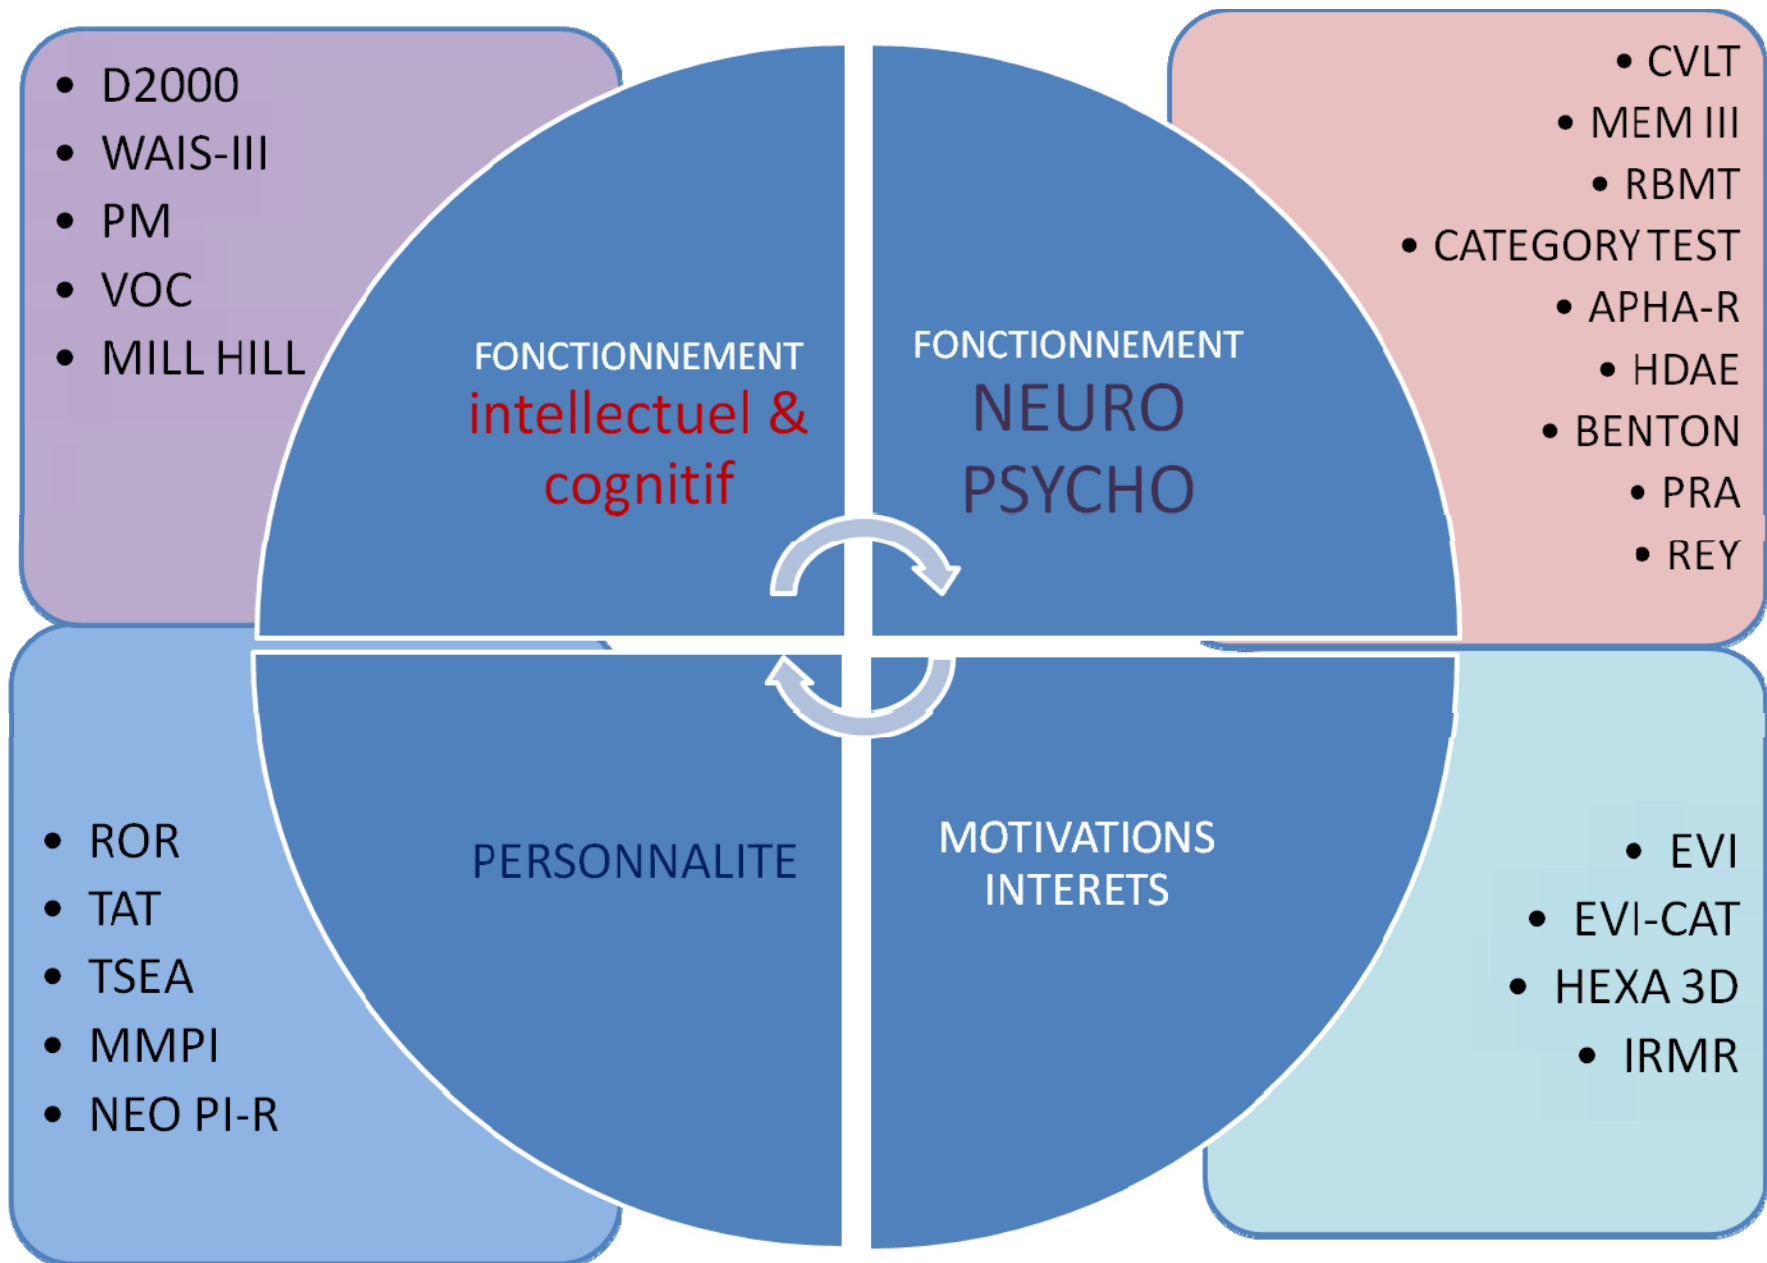 • D2000
• WAIS-III
• PM
• VOC
• MILL HILL
FONCTIONNEMENT
intellectuel &
cognitif
FONCTIONNEMENT
NEURO
PSYCHO
• CVLT
• MEM III
• RBMT
• CATEGORY TEST
• APHA-R
• HDAE
• BENTON
• PRA
• REY
• ROR
• TAT
• TSEA
• MMPI
• NEO PI-R
PERSONNALITE
MOTIVATIONS
INTERETS
• EVI
• EVI-CAT
• HEXA 3D
• IRMR